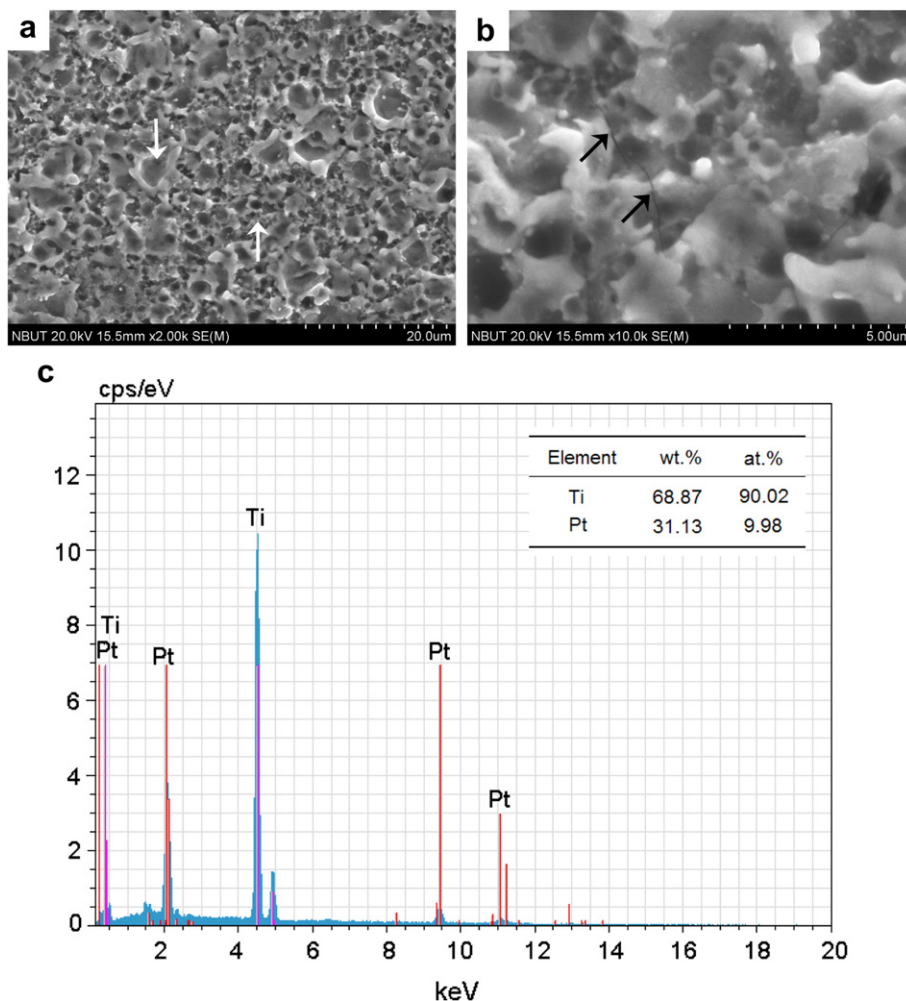 a
NBUT 20.0kV 15.5mm x2.00k SE(M)
20.0um
b
NBUT 20.0kV 15.5mm x10.0k SE(M)
5.00um
c
cps/eV
Element wt.% at.%
Ti 68.87 90.02
Pt 31.13 9.98
12
10
8
6
4
2
0
Ti
Pt
Pt
Ti
Pt
Pt
0 2 4 6 8 10 12 14 16 18 20
keV